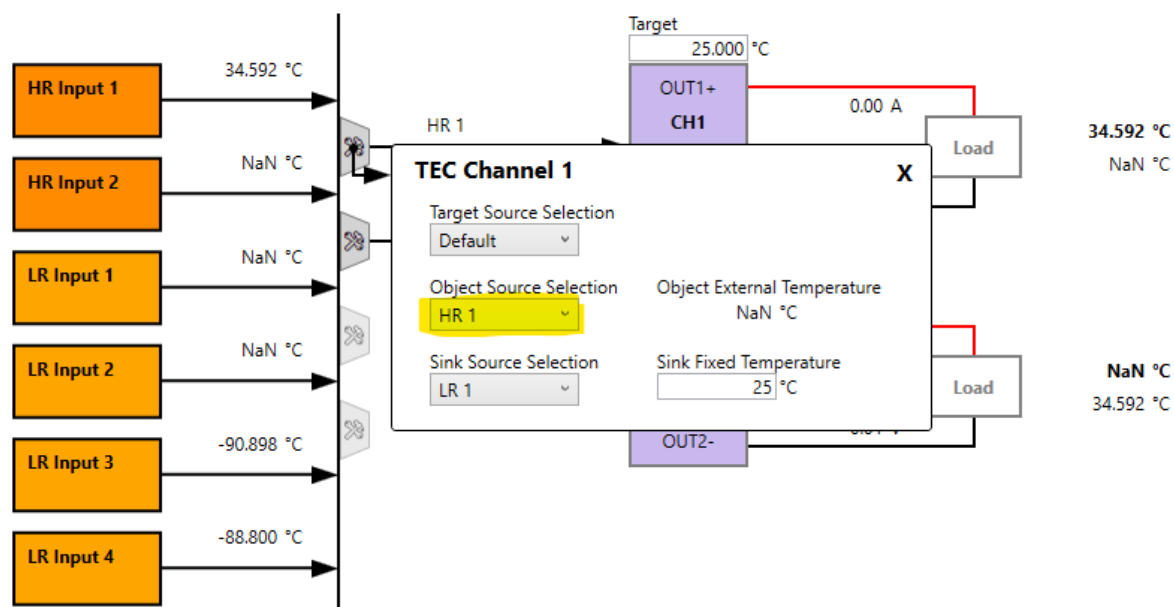 Target
25.000 °C
HR Input 1
34.592 °C
OUT1+
CH1
0.00 A
Load
34.592 °C
NaN °C
HR 1
HR Input 2
NaN °C
TEC Channel 1
X
Target Source Selection
Default
LR Input 1
NaN °C
Object Source Selection
HR 1
Object External Temperature
NaN °C
LR Input 2
NaN °C
Sink Source Selection
LR 1
Sink Fixed Temperature
25 °C
Load
NaN °C
34.592 °C
OUT2-
LR Input 3
-90.898 °C
LR Input 4
-88.800 °C